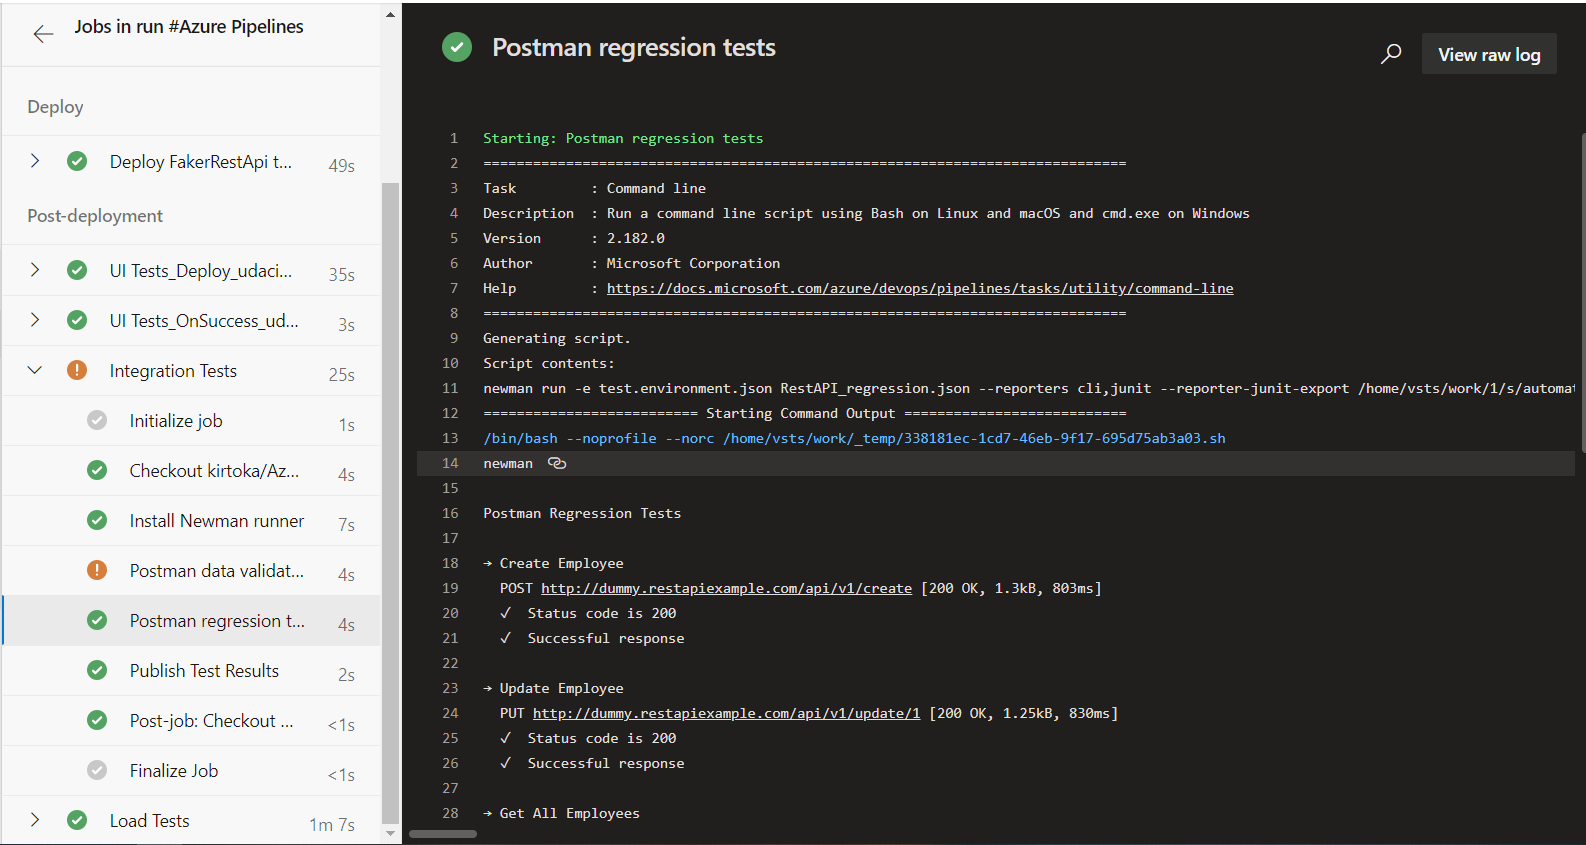 Jobs in run #Azure Pipelines
Deploy
Deploy FakerRestApi t... 49s
Post-deployment
UI Tests_Deploy_udaci... 35s
UI Tests_OnSuccess_ud... 3s
Integration Tests 25s
Initialize job 1s
Checkout kirtoka/Az... 4s
Install Newman runner 7s
Postman data validat... 4s
Postman regression t... 4s
Publish Test Results 2s
Post-job: Checkout ... <1s
Finalize Job <1s
Load Tests 1m 7s
Postman regression tests
View raw log
1 Starting: Postman regression tests
2 ==============================================================================
3 Task : Command line
4 Description : Run a command line script using Bash on Linux and macOS and cmd.exe on Windows
5 Version : 2.182.0
6 Author : Microsoft Corporation
7 Help : https://docs.microsoft.com/azure/devops/pipelines/tasks/utility/command-line
8 ==============================================================================
9 Generating script.
10 Script contents:
11 newman run -e test.environment.json RestAPI_regression.json --reporters cli,junit --reporter-junit-export /home/vsts/work/1/s/automat
12 ========================== Starting Command Output ===========================
13 /bin/bash --noprofile --norc /home/vsts/work/_temp/338181ec-1cd7-46eb-9f17-695d75ab3a03.sh
14 newman
15
16 Postman Regression Tests
17
18 → Create Employee
19 POST http://dummy.restapiexample.com/api/v1/create [200 OK, 1.3kB, 803ms]
20 √ Status code is 200
21 √ Successful response
22
23 → Update Employee
24 PUT http://dummy.restapiexample.com/api/v1/update/1 [200 OK, 1.25kB, 830ms]
25 √ Status code is 200
26 √ Successful response
27
28 → Get All Employees